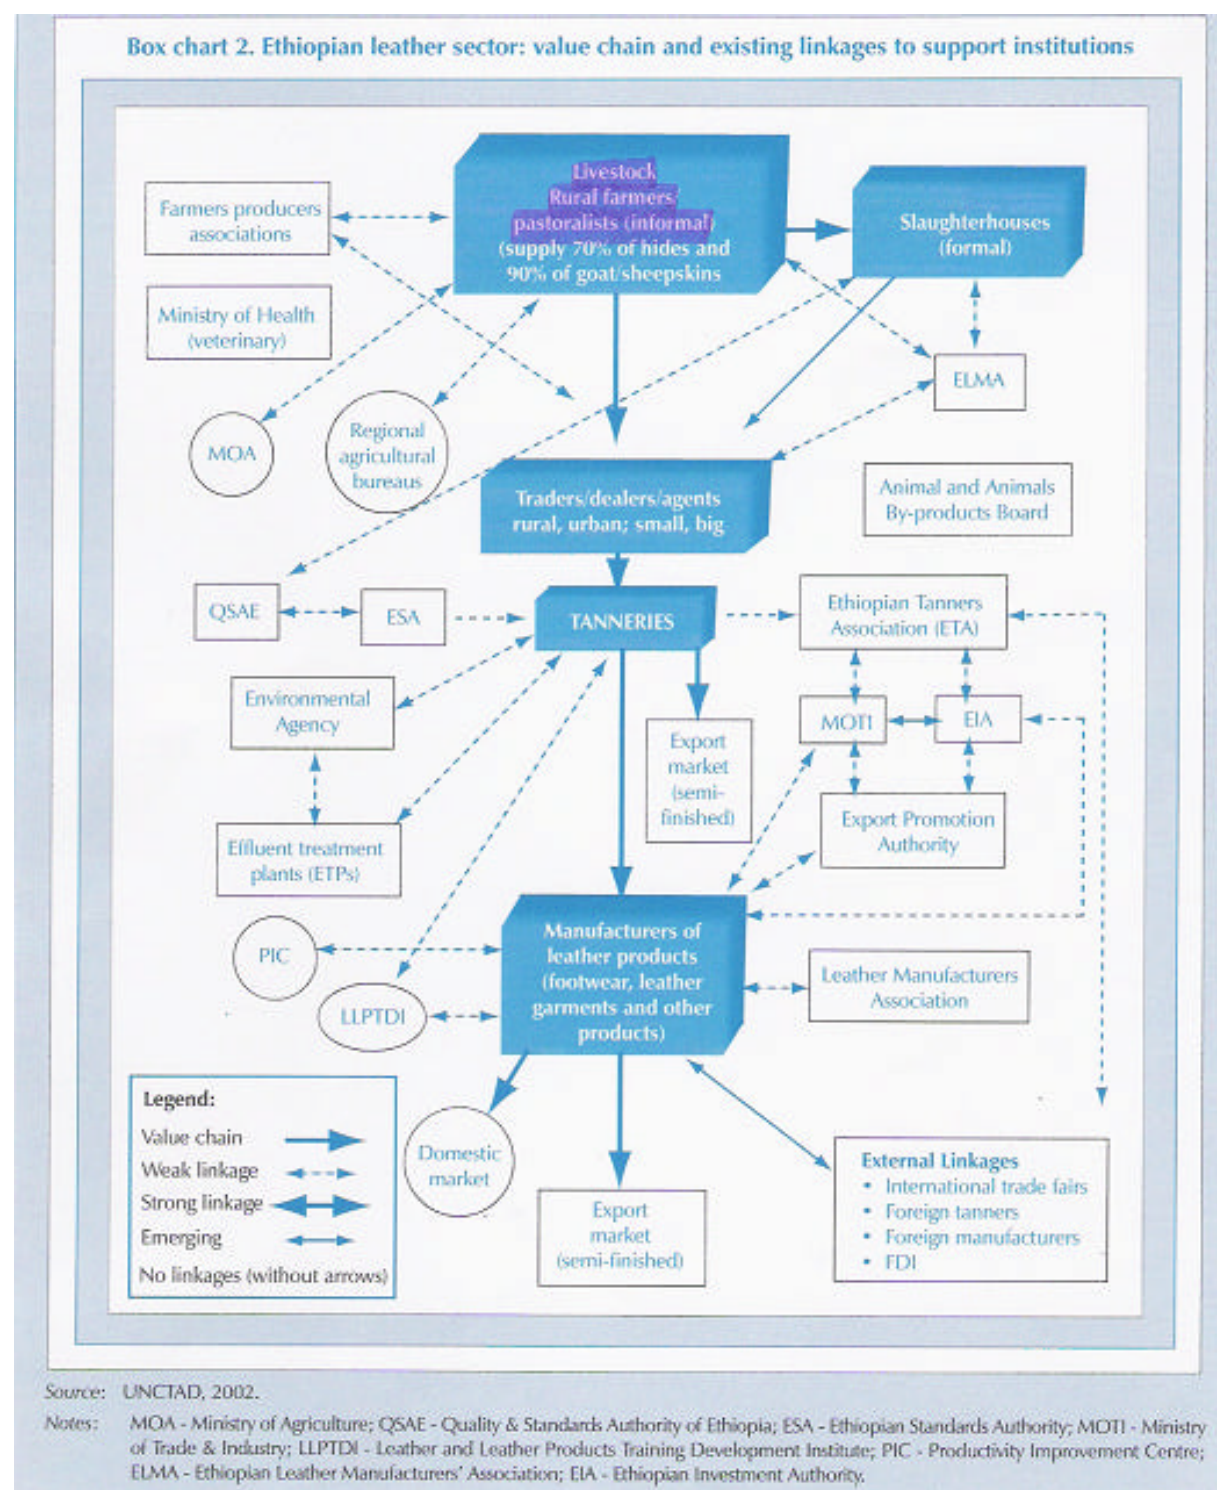 Box chart 2. Ethiopian leather sector: value chain and existing linkages to support institutions
Livestock
Rural farmers
pastoralists (informal)
(supply 70% of hides and
90% of goat/sheepskins
Slaughterhouses
(formal)
Farmers producers
associations
Ministry of Health
(veterinary)
MOA
Regional
agricultural
bureaus
ELMA
Traders/dealers/agents
rural, urban; small, big
Animal and Animals
By-products Board
QSAE
ESA
TANNERIES
Ethiopian Tanners
Association (ETA)
Environmental
Agency
MOTI
EIA
Export
market
(semi-
finished)
Effluent treatment
plants (ETPs)
Export Promotion
Authority
PIC
LLPTDI
Manufacturers of
leather products
(footwear, leather
garments and other
products)
Leather Manufacturers
Association
Legend:
Value chain
Weak linkage
Strong linkage
Emerging
No linkages (without arrows)
Domestic
market
Export
market
(semi-finished)
External Linkages
• International trade fairs
• Foreign tanners
• Foreign manufacturers
• FDI
Source: UNCTAD, 2002.
Notes: MOA - Ministry of Agriculture; QSAE - Quality & Standards Authority of Ethiopia; ESA - Ethiopian Standards Authority; MOTI - Ministry
of Trade & Industry; LLPTDI - Leather and Leather Products Training Development Institute; PIC - Productivity Improvement Centre;
ELMA - Ethiopian Leather Manufacturers' Association; EIA - Ethiopian Investment Authority.